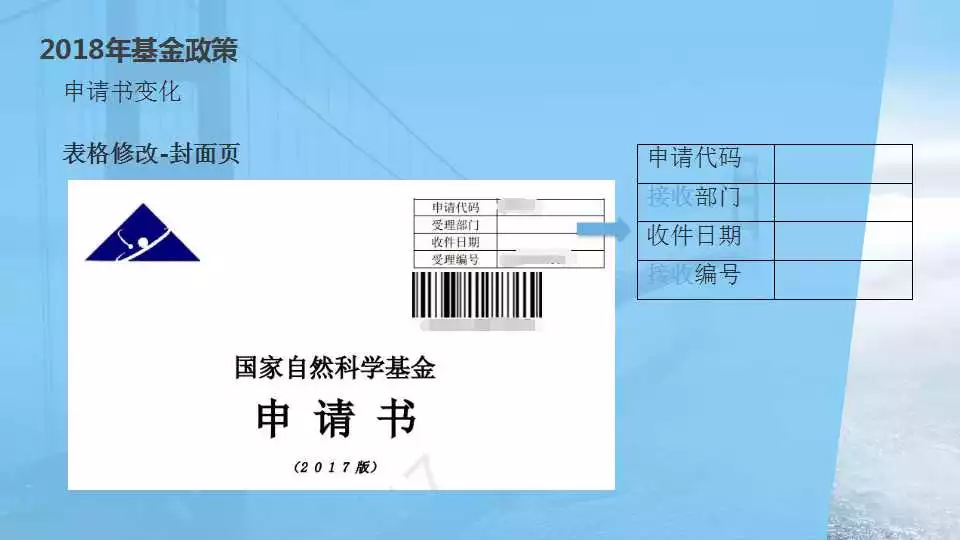 2018年基金政策
申请书变化
表格修改-封面页
申请代码
受理部门
收件日期
受理编号
国家自然科学基金
申 请 书
（2 0 1 7 版）
申请代码
接收部门
收件日期
接收编号